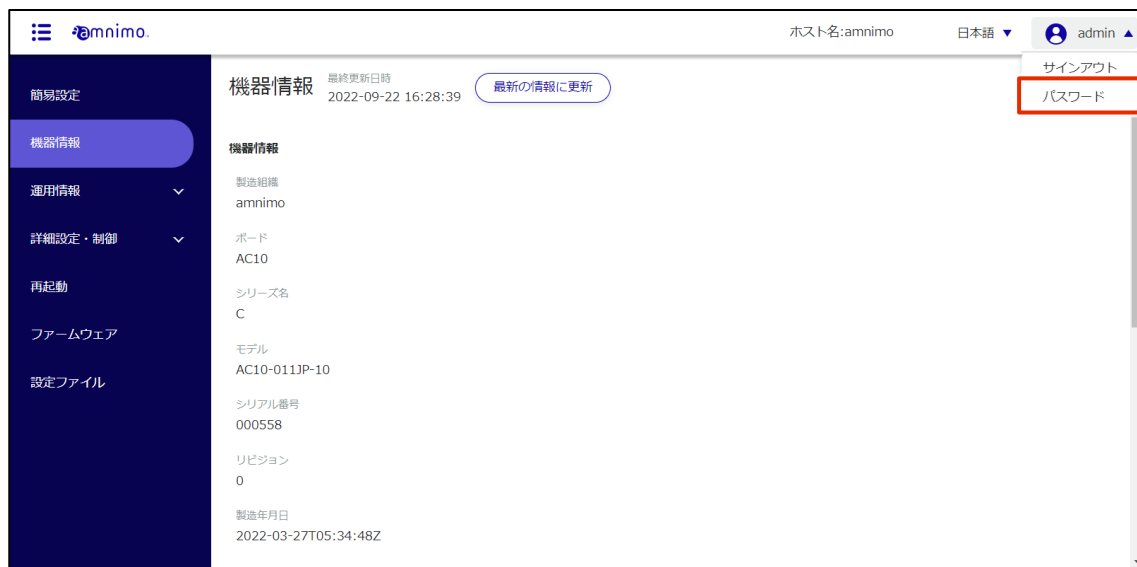 amnimo.
ホスト名:amnimo
日本語 ▼
admin ▲
サインアウト
パスワード
簡易設定
機器情報
運用情報
詳細設定・制御
再起動
ファームウェア
設定ファイル
機器情報
最終更新日時
2022-09-22 16:28:39
最新の情報に更新
機器情報
製造組織
amnimo
ボード
AC10
シリーズ名
C
モデル
AC10-011JP-10
シリアル番号
000558
リビジョン
0
製造年月日
2022-03-27T05:34:48Z